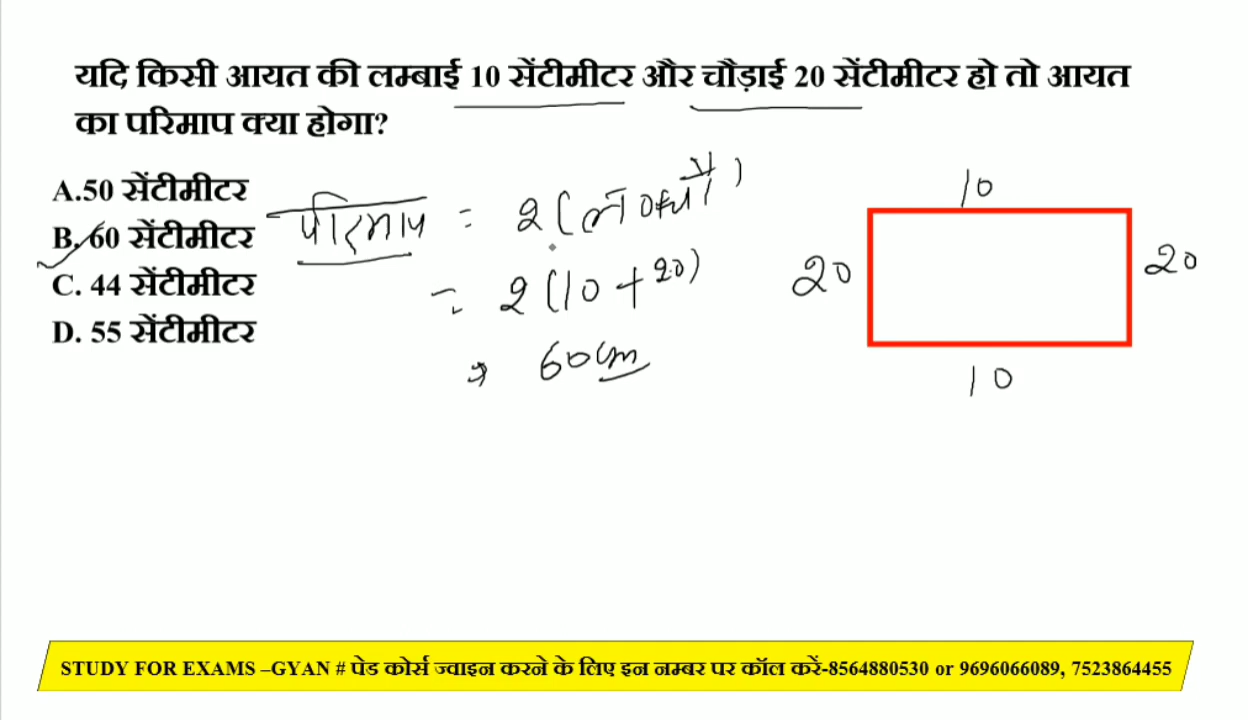 यदि किसी आयत की लम्बाई 10 सेंटीमीटर और चौड़ाई 20 सेंटीमीटर हो तो आयत
का परिमाप क्या होगा?
A.50 सेंटीमीटर
B. 60 सेंटीमीटर
C. 44 सेंटीमीटर
D. 55 सेंटीमीटर
परिमाप = 2 (
= 2 (10 + 20)
60 cm
10
20
20
10
STUDY FOR EXAMS –GYAN # पेड कोर्स ज्वाइन करने के लिए इन नम्बर पर कॉल करें-8564880530 or 9696066089, 7523864455